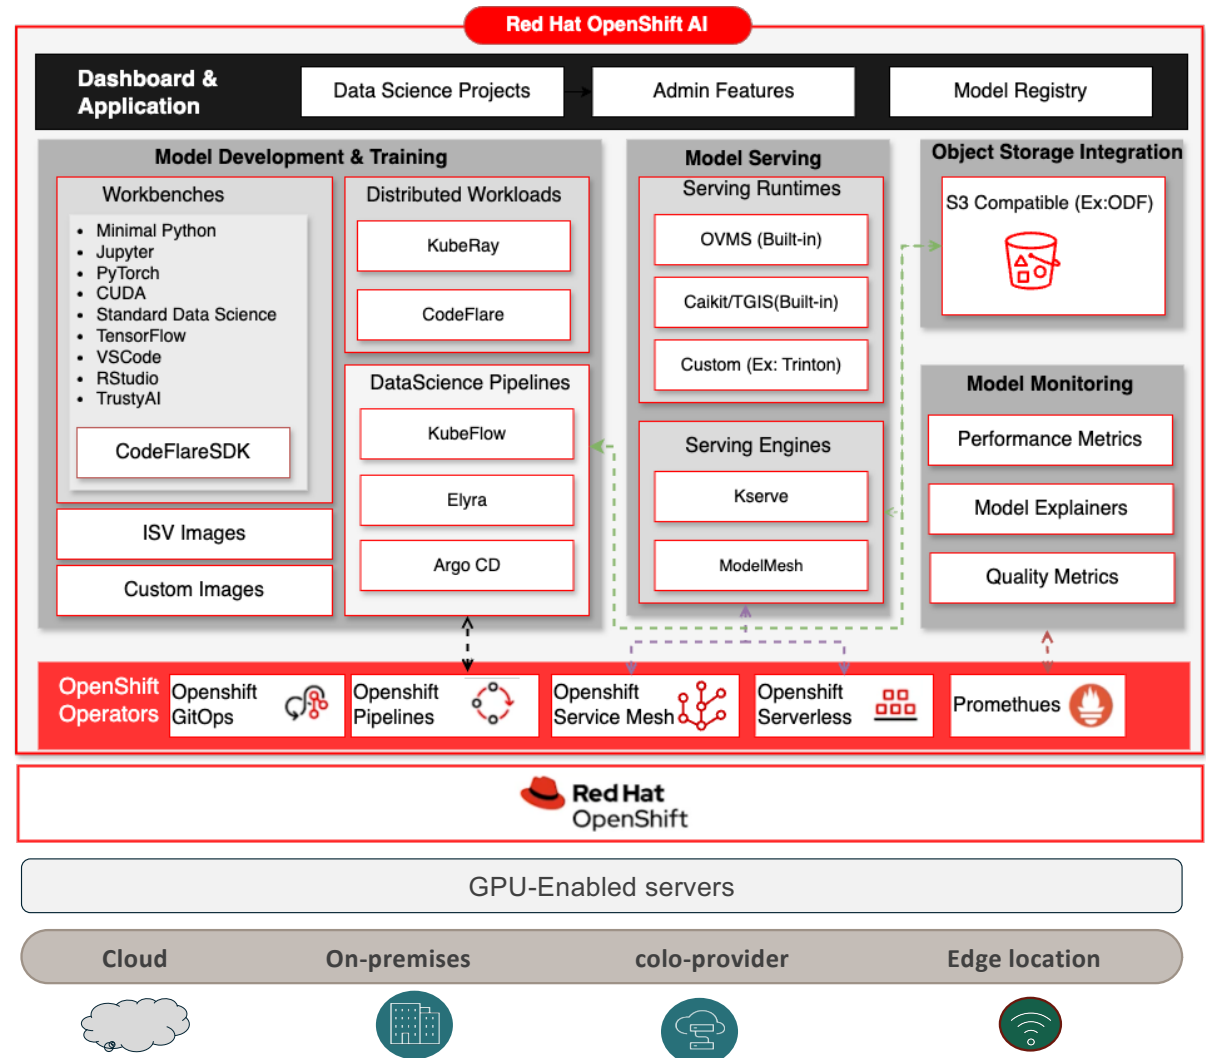 Red Hat OpenShift AI
Dashboard &
Application
Data Science Projects
Admin Features
Model Registry
Model Development & Training
Workbenches
Minimal Python
Jupyter
PyTorch
CUDA
Standard Data Science
TensorFlow
VSCode
RStudio
TrustyAI
CodeFlareSDK
ISV Images
Custom Images
Distributed Workloads
KubeRay
CodeFlare
DataScience Pipelines
KubeFlow
Elyra
Argo CD
Model Serving
Serving Runtimes
OVMS (Built-in)
Caikit/TGIS(Built-in)
Custom (Ex: Trinton)
Serving Engines
Kserve
ModelMesh
Object Storage Integration
S3 Compatible (Ex:ODF)
Model Monitoring
Performance Metrics
Model Explainers
Quality Metrics
OpenShift
Operators
Openshift
GitOps
Openshift
Pipelines
Openshift
Service Mesh
Openshift
Serverless
Promethues
Red Hat
OpenShift
GPU-Enabled servers
Cloud
On-premises
colo-provider
Edge location